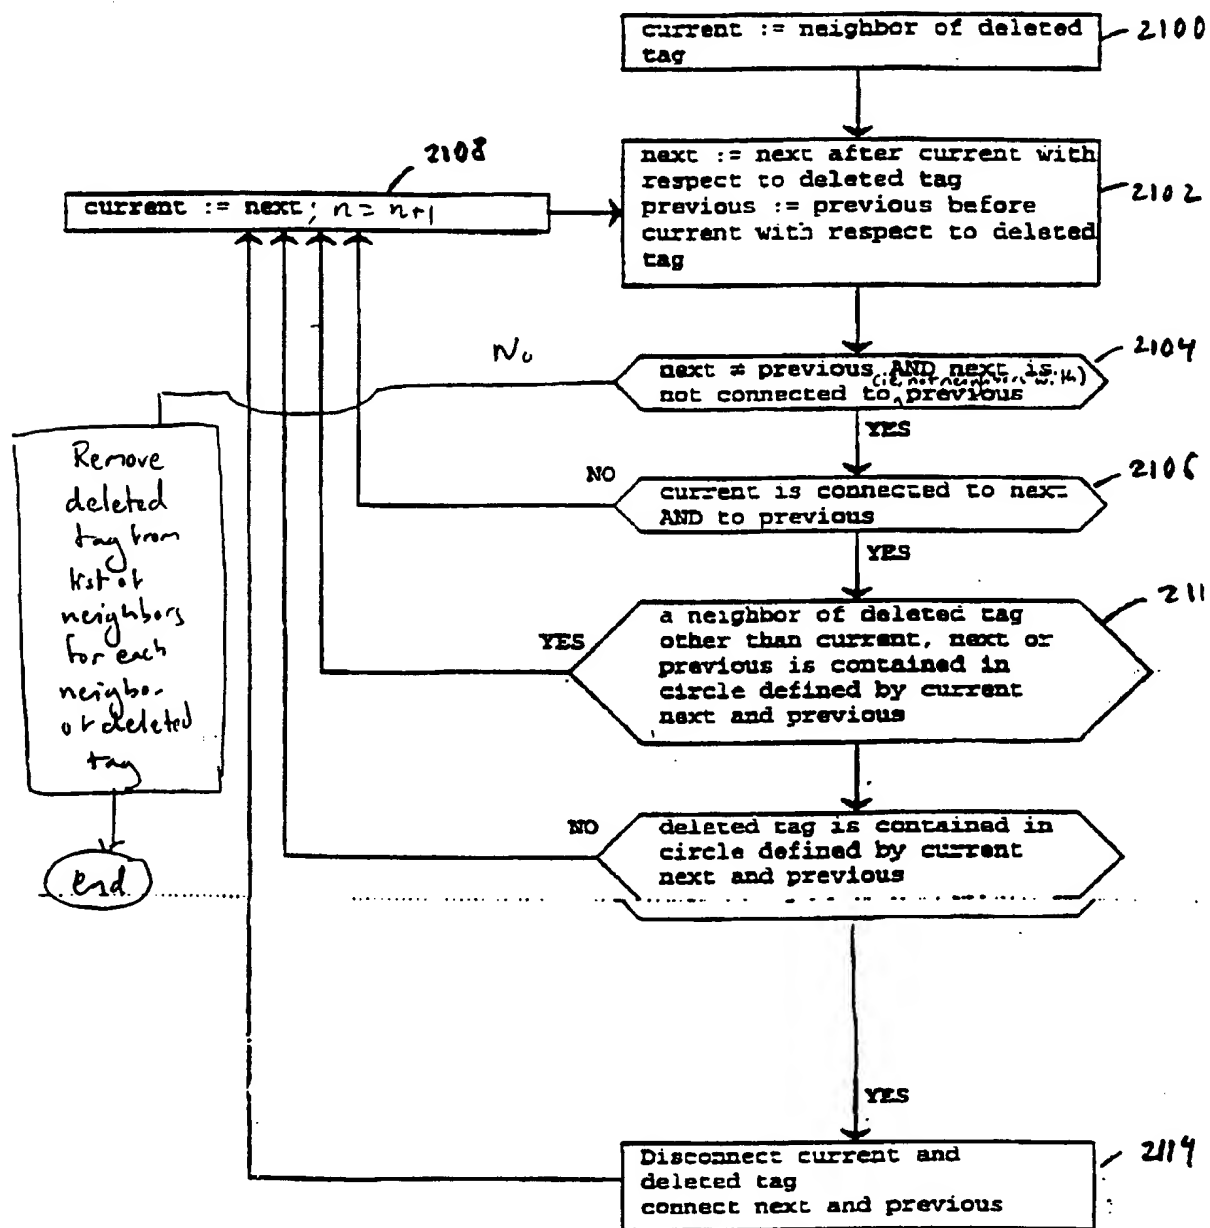 current := neighbor of deleted
tag
2100
2108
current := next; n = n+1
next := next after current with
respect to deleted tag
previous := previous before
current with respect to deleted
tag
2102
No
next ≠ previous AND next is
(ie, not neighbors with)
not connected to previous
2104
YES
NO
current is connected to next
AND to previous
2106
YES
Remove
deleted
tag from
list of
neighbors
for each
neighbor
of deleted
tag
end
YES
a neighbor of deleted tag
other than current, next or
previous is contained in
circle defined by current
next and previous
211
NO
deleted tag is contained in
circle defined by current
next and previous
YES
Disconnect current and
deleted tag
connect next and previous
2114